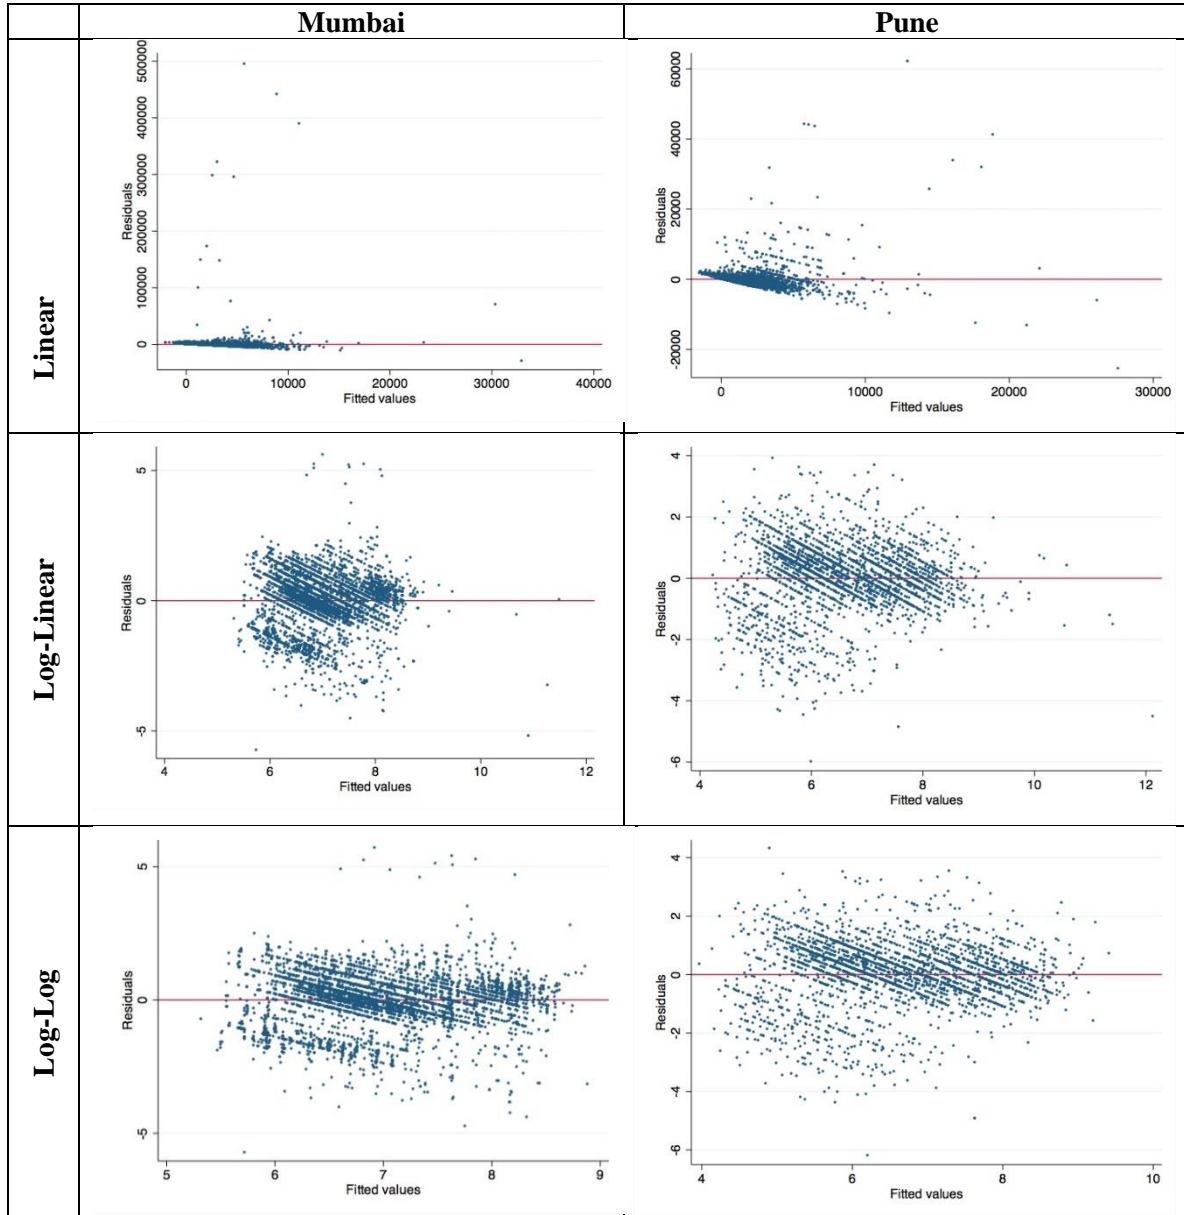 Mumbai Pune
Linear
Residuals
500000
400000
300000
200000
100000
0
0 10000 20000 30000 40000
Fitted values
Residuals
60000
40000
20000
0
-20000
0 10000 20000 30000
Fitted values
Log-Linear
Residuals
5
0
-5
4 6 8 10 12
Fitted values
Residuals
4
2
0
-2
-4
-6
4 6 8 10 12
Fitted values
Log-Log
Residuals
5
0
-5
5 6 7 8 9
Fitted values
Residuals
4
2
0
-2
-4
-6
4 6 8 10
Fitted values